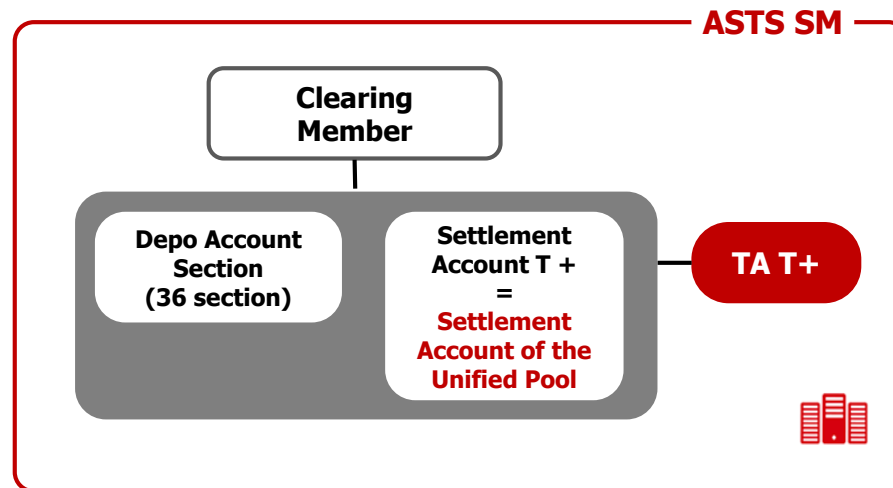 ASTS SM
Clearing
Member
Depo Account
Section
(36 section)
Settlement
Account T +
=
Settlement
Account of the
Unified Pool
TA T+